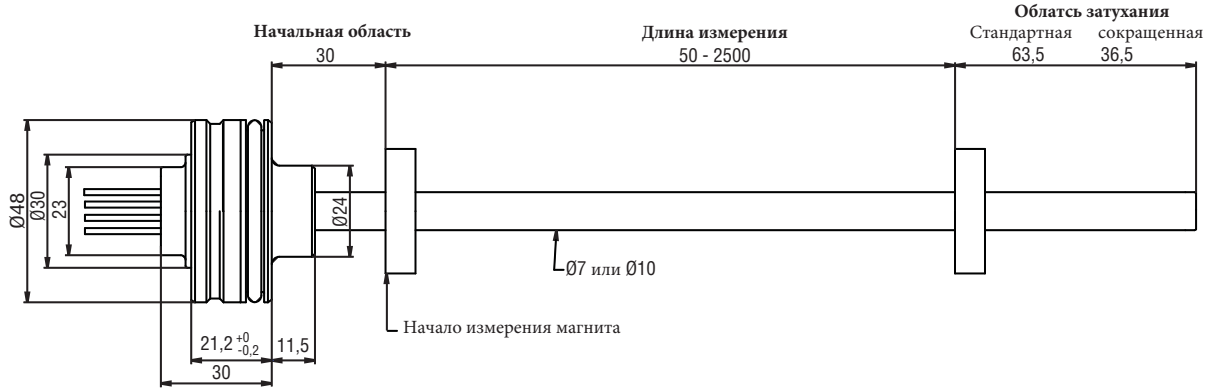 Облатсь затухания
Начальная область
Длина измерения
Стандартная сокращенная
30
50 - 2500
63,5 36,5
Ø48
Ø30
23
Ø24
Ø7 или Ø10
Начало измерения магнита
21,2 +0 -0,2
11,5
30